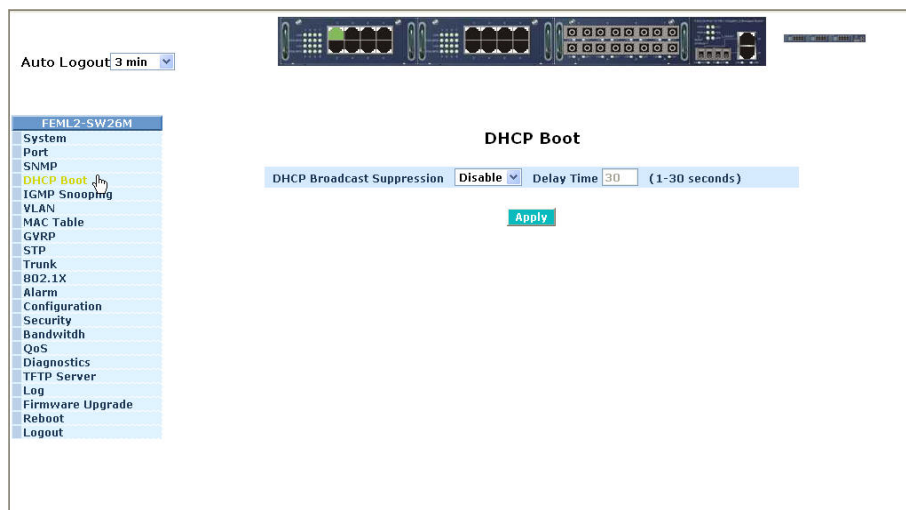 Auto Logout 3 min
FEML2-SW26M
System
Port
SNMP
DHCP Boot
IGMP Snooping
VLAN
MAC Table
GVRP
STP
Trunk
802.1X
Alarm
Configuration
Security
Bandwitdh
QoS
Diagnostics
TFTP Server
Log
Firmware Upgrade
Reboot
Logout
DHCP Boot
DHCP Broadcast Suppression Disable Delay Time 30 (1-30 seconds)
Apply